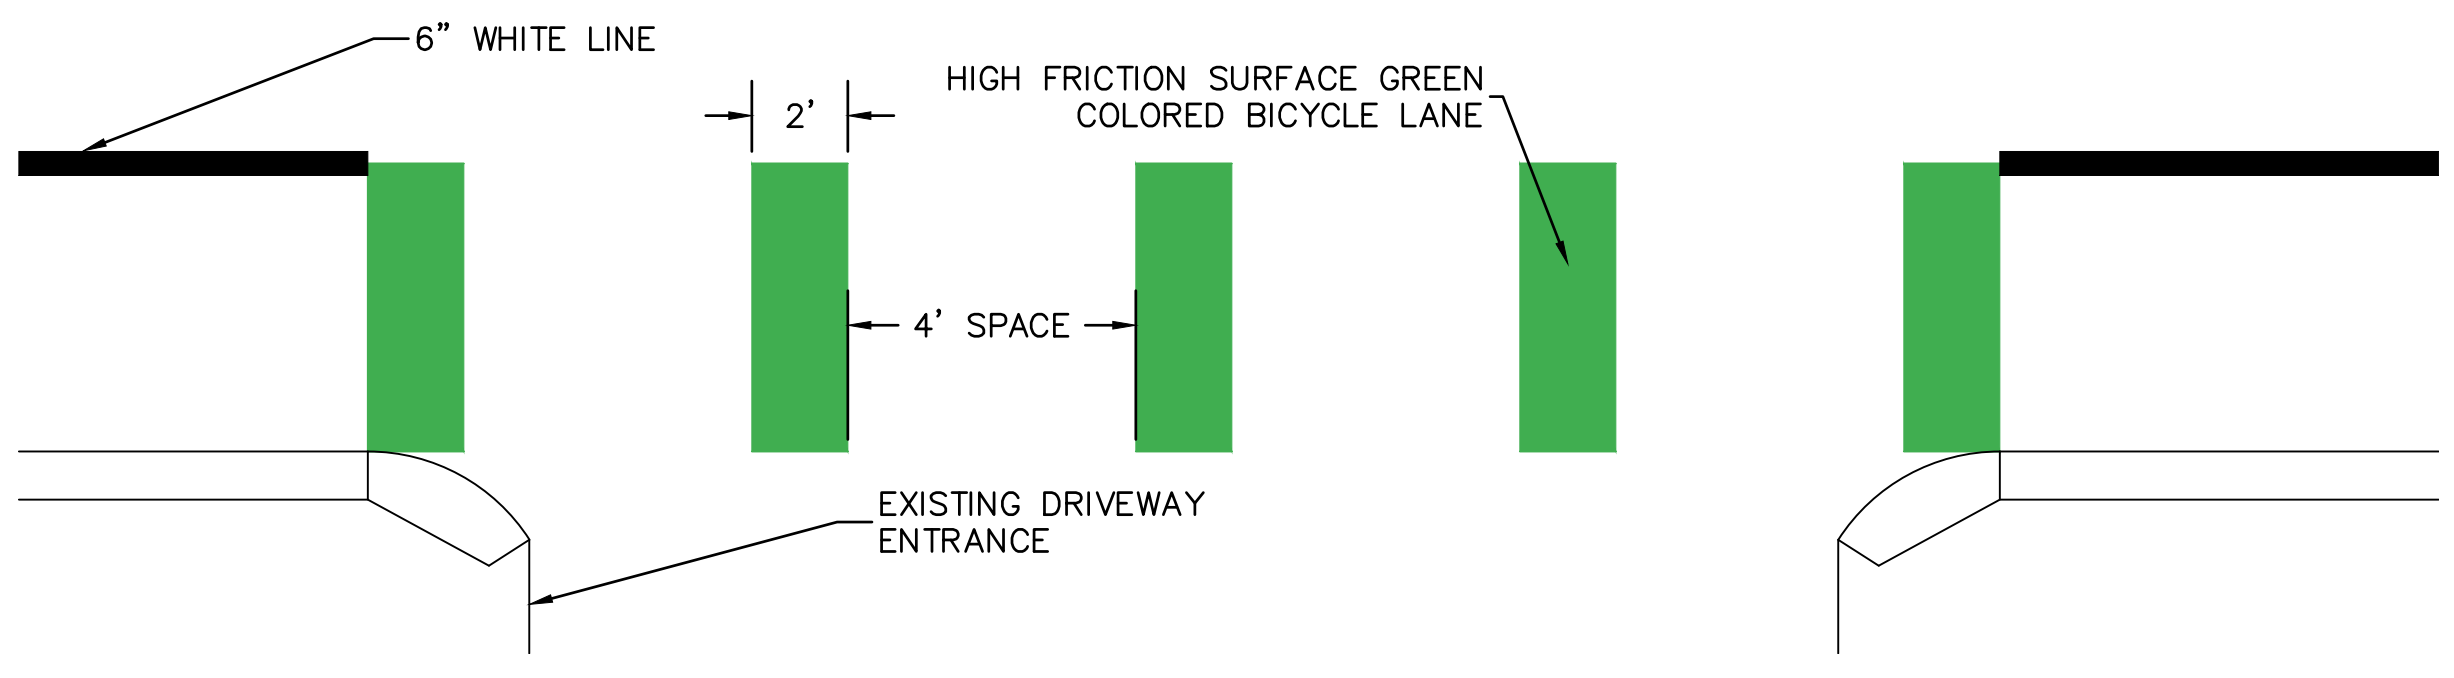 6” WHITE LINE
HIGH FRICTION SURFACE GREEN
COLORED BICYCLE LANE
2’
4’ SPACE
EXISTING DRIVEWAY
ENTRANCE